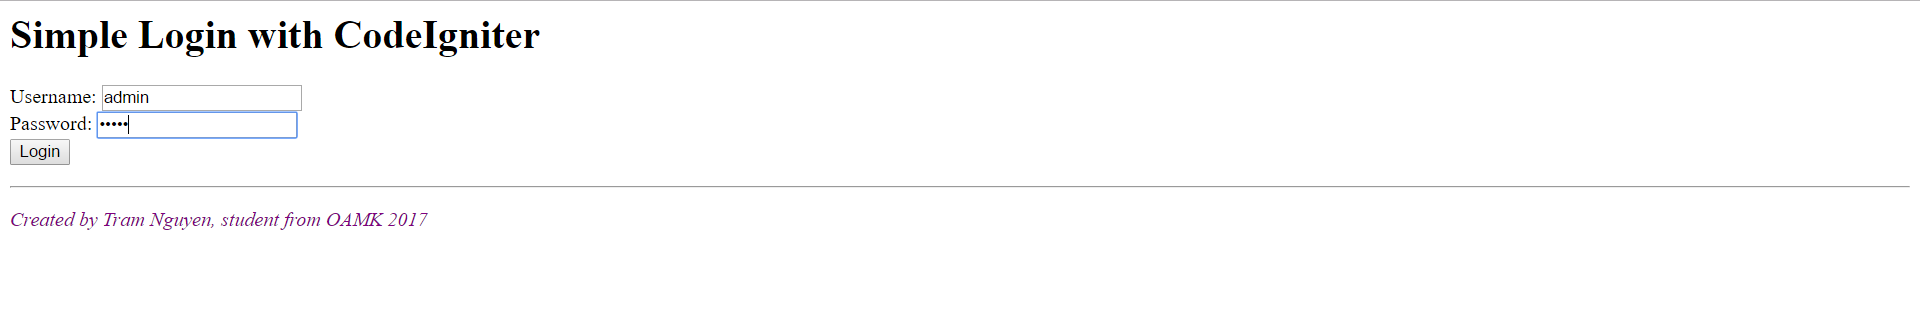 Simple Login with CodeIgniter
Username: admin
Password: •••••
Login
Created by Tram Nguyen, student from OAMK 2017